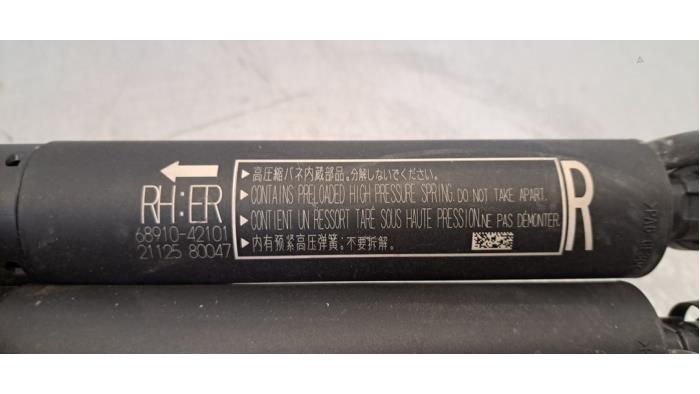 RH:ER
68910-42101
21125 80047
▶高圧縮バネ内蔵部品。分解しないでください。
▶CONTAINS PRELOADED HIGH PRESSURE SPRING. DO NOT TAKE APART.
▶CONTIENT UN RESSORT TARÉ SOUS HAUTE PRESSION.NE PAS DÉMONTER.
▶内有预紧高压弹簧;不要拆解。
R